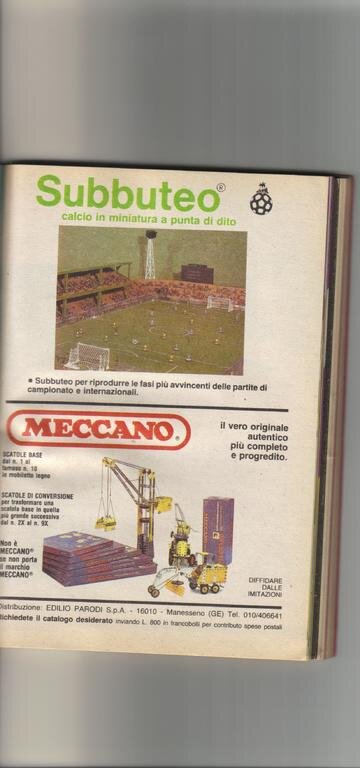 Subbuteo®
calcio in miniatura a punta di dito
Subbuteo per riprodurre le fasi più avvincenti delle partite di
campionato e internazionali.
MECCANO®
il vero originale
autentico
più completo
e progredito.
SCATOLE BASE
dal n. 1 al
famoso n. 10
in mobiletto legno
SCATOLE DI CONVERSIONE
per trasformare una
scatola base in quella
più grande successiva
dal n. 2X al n. 9X
Non è
MECCANO®
se non porta
il marchio
MECCANO®
MECCANO
DIFFIDARE
DALLE
IMITAZIONI
Distribuzione: EDILIO PARODI S.p.A. - 16010 - Manesseno (GE) Tel. 010/406641
Richiedete il catalogo desiderato inviando L. 800 in francobolli per contributo spese postali